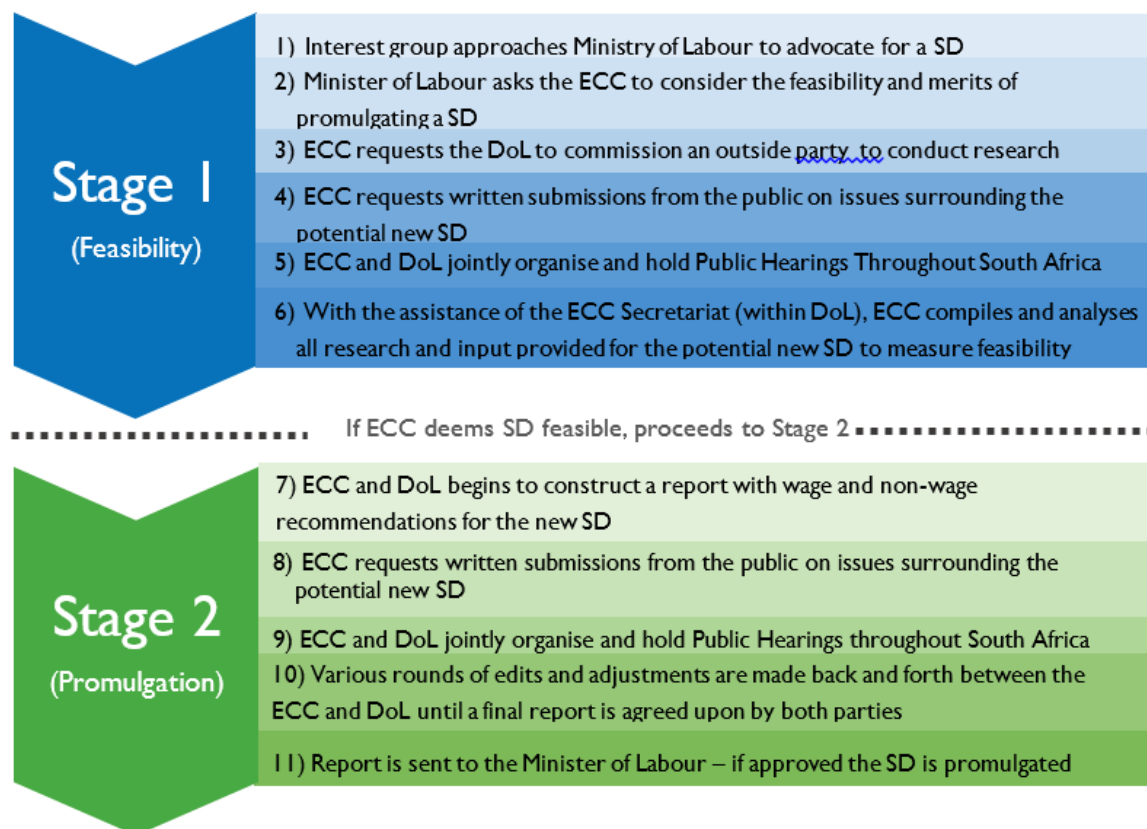 Stage 1
(Feasibility)
1) Interest group approaches Ministry of Labour to advocate for a SD
2) Minister of Labour asks the ECC to consider the feasibility and merits of
promulgating a SD
3) ECC requests the DoL to commission an outside party to conduct research
4) ECC requests written submissions from the public on issues surrounding the
potential new SD
5) ECC and DoL jointly organise and hold Public Hearings Throughout South Africa
6) With the assistance of the ECC Secretariat (within DoL), ECC compiles and analyses
all research and input provided for the potential new SD to measure feasibility
If ECC deems SD feasible, proceeds to Stage 2
Stage 2
(Promulgation)
7) ECC and DoL begins to construct a report with wage and non-wage
recommendations for the new SD
8) ECC requests written submissions from the public on issues surrounding the
potential new SD
9) ECC and DoL jointly organise and hold Public Hearings throughout South Africa
10) Various rounds of edits and adjustments are made back and forth between the
ECC and DoL until a final report is agreed upon by both parties
11) Report is sent to the Minister of Labour – if approved the SD is promulgated